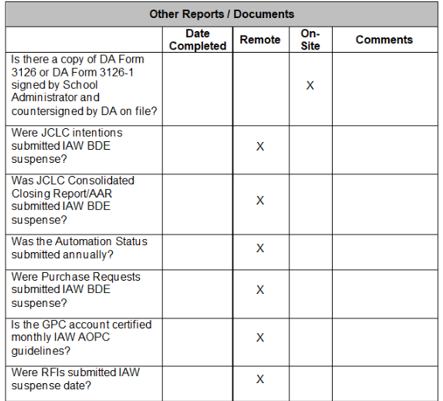 Other Reports / Documents
Date Completed Remote On-Site Comments
Is there a copy of DA Form
3126 or DA Form 3126-1
signed by School
Administrator and
countersigned by DA on file? X
Were JCLC intentions
submitted IAW BDE
suspense? X
Was JCLC Consolidated
Closing Report/AAR
submitted IAW BDE
suspense? X
Was the Automation Status
submitted annually? X
Were Purchase Requests
submitted IAW BDE
suspense? X
Is the GPC account certified
monthly IAW AOPC
guidelines? X
Were RFIs submitted IAW
suspense date? X